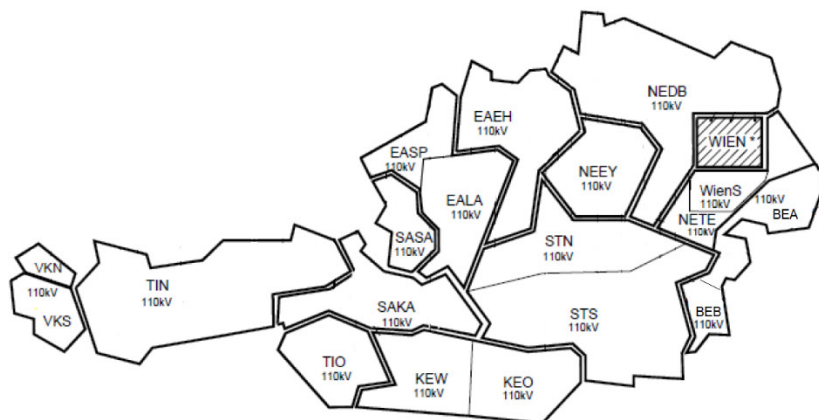 NEDB
110kV
EAEH
110kV
WIEN *
EASP
110kV
NEEY
110kV
EALA
110kV
WienS
110kV
110kV
BEA
NETE
110kV
SASA
110kV
STN
110kV
VKN
110kV
VKS
TIN
110kV
SAKA
110kV
STS
110kV
BEB
110kV
TIO
110kV
KEW
110kV
KEO
110kV